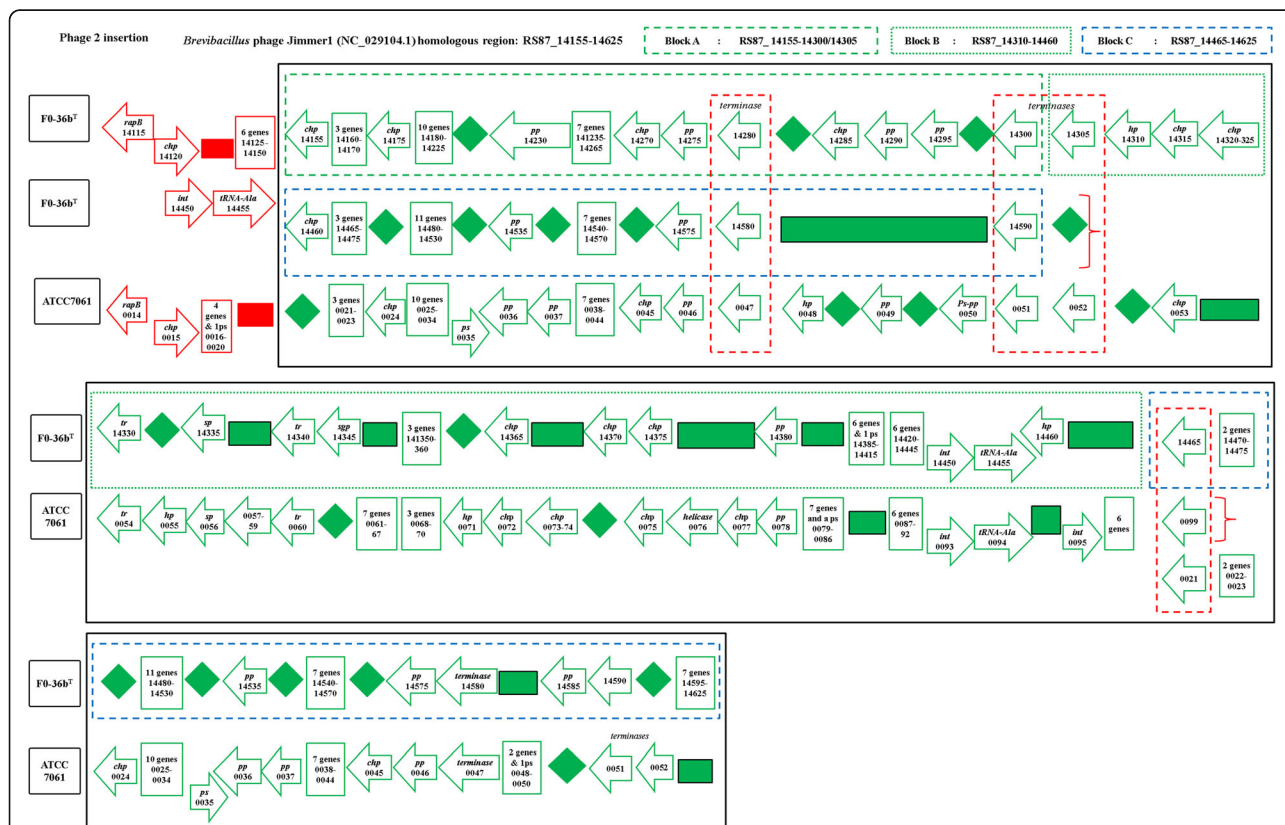 Phage 2 insertion
Brevibacillus phage Jimmer1 (NC_029104.1) homologous region: RS87_14155-14625
Block A : RS87_ 14155-14300/14305
Block B : RS87_14310-14460
Block C : RS87_14465-14625
F0-36bT
rapB
14115
chp
14120
6 genes
14125-
14150
chp
14155
3 genes
14160-
14170
chp
14175
10 genes
14180-
14225
pp
14230
7 genes
141235-
14265
chp
14270
pp
14275
terminase
14280
chp
14285
pp
14290
pp
14295
terminases
14300
14305
hp
14310
chp
14315
chp
14320-325
F0-36bT
int
14450
tRNA-Ala
14455
chp
14460
3 genes
14465-
14475
11 genes
14480-
14530
pp
14535
7 genes
14540-
14570
pp
14575
14580
14590
ATCC7061
rapB
0014
chp
0015
4
genes
& 1ps
0016-
0020
3 genes
0021-
0023
chp
0024
10 genes
0025-
0034
ps
0035
pp
0036
pp
0037
7 genes
0038-
0044
chp
0045
pp
0046
0047
hp
0048
pp
0049
Ps-pp
0050
0051
0052
chp
0053
F0-36bT
tr
14330
sp
14335
tr
14340
sgp
14345
3 genes
141350-
360
chp
14365
chp
14370
chp
14375
pp
14380
6 genes
& 1 ps
14385-
14415
6 genes
14420-
14445
int
14450
tRNA-Ala
14455
hp
14460
14465
2 genes
14470-
14475
ATCC
7061
tr
0054
hp
0055
sp
0056
0057-
59
tr
0060
7 genes
0061-
67
3 genes
0068-
70
hp
0071
chp
0072
chp
0073-74
chp
0075
helicase
0076
chp
0077
pp
0078
7 genes
and a ps
0079-
0086
6 genes
0087-
92
int
0093
tRNA-Ala
0094
int
0095
6
genes
0099
0021
2 genes
0022-
0023
F0-36bT
11 genes
14480-
14530
pp
14535
7 genes
14540-
14570
pp
14575
terminase
14580
pp
14585
14590
7 genes
14595-
14625
ATCC
7061
chp
0024
10 genes
0025-
0034
ps
0035
pp
0036
pp
0037
7 genes
0038-
0044
chp
0045
pp
0046
terminase
0047
2 genes
& 1ps
0048-
0050
terminases
0051
0052